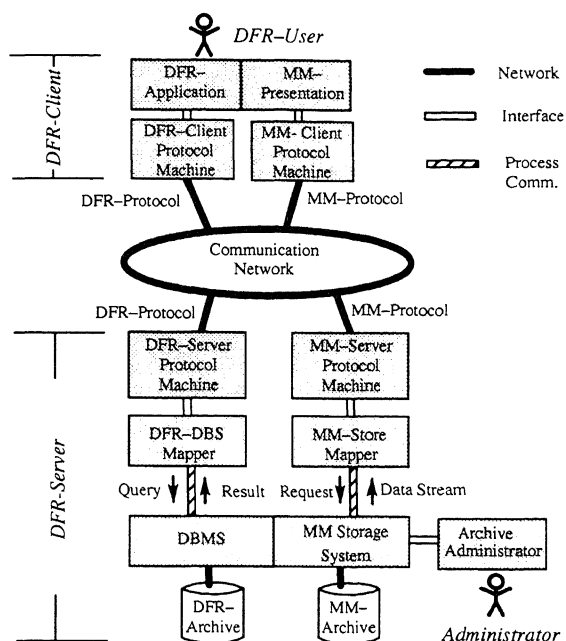 DFR-User
DFR–
Application
MM–
Presentation
DFR-Client
DFR–Client
Protocol
Machine
MM- Client
Protocol
Machine
Network
Interface
Process
Comm.
DFR–Protocol
MM–Protocol
Communication
Network
DFR–Protocol
MM–Protocol
DFR-Server
DFR–Server
Protocol
Machine
MM–Server
Protocol
Machine
DFR–DBS
Mapper
MM–Store
Mapper
Query
Result
Request
Data Stream
DBMS
MM Storage
System
Archive
Administrator
DFR–
Archive
MM–
Archive
Administrator